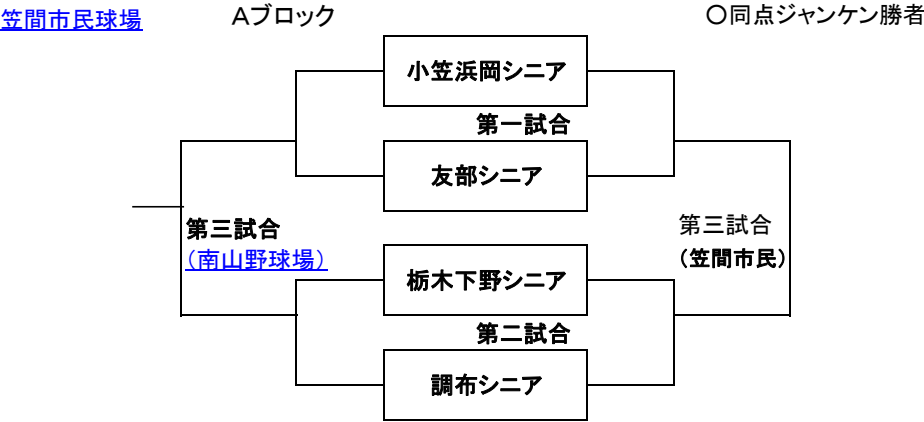 笠間市民球場
Aブロック
〇同点ジャンケン勝者
小笠浜岡シニア
第一試合
友部シニア
第三試合
(南山野球場)
第三試合
(笠間市民)
栃木下野シニア
第二試合
調布シニア